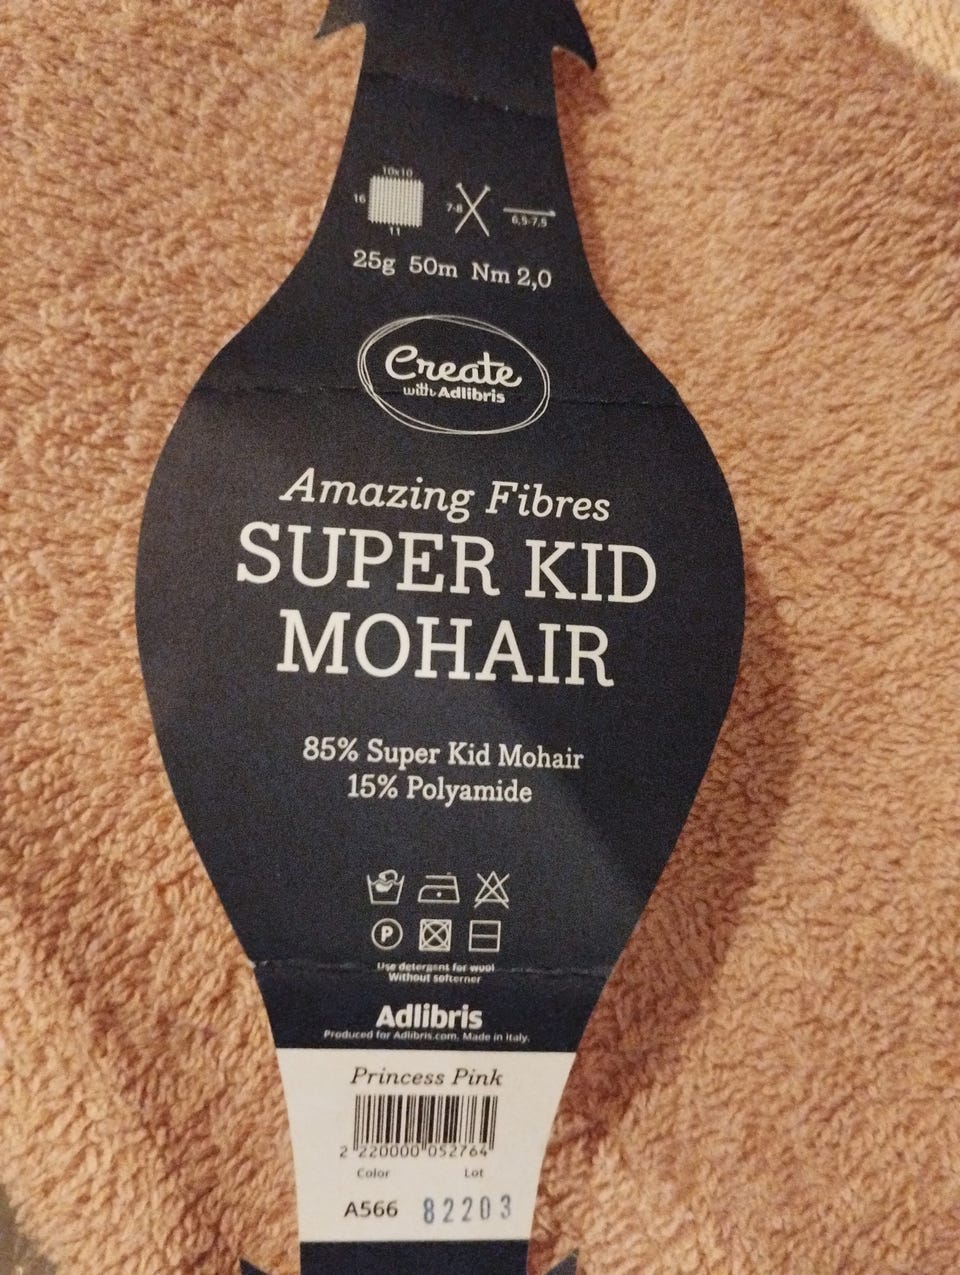 10x10
16
11
7-8
6,5-7,5
25g 50m Nm 2,0
Create
with Adlibris
Amazing Fibres
SUPER KID
MOHAIR
85% Super Kid Mohair
15% Polyamide
P
Use detergent for wool
Without softerner
Adlibris
Produced for Adlibris.com. Made in Italy.
Princess Pink
2 220000 052764
Color Lot
A566 82203